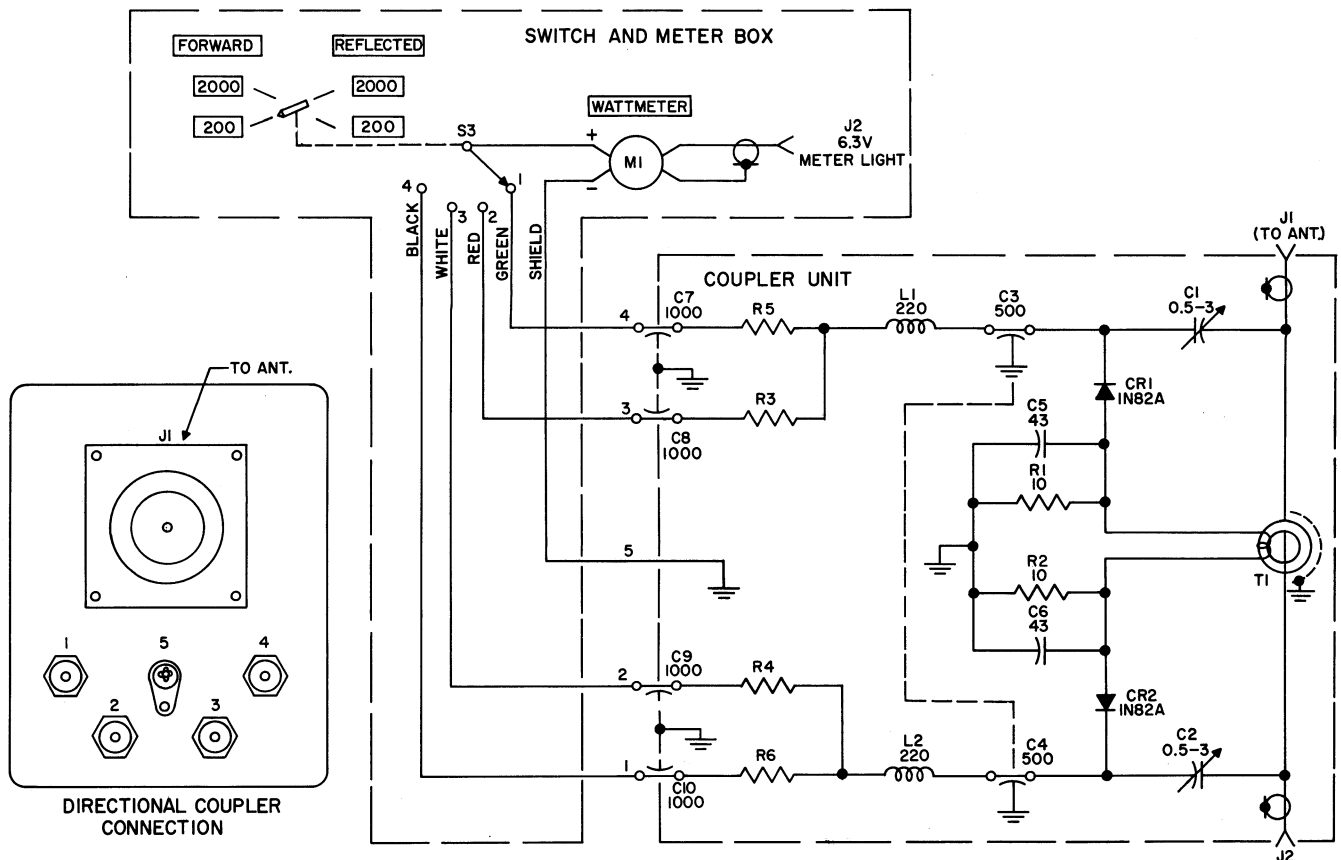 SWITCH AND METER BOX
FORWARD
REFLECTED
2000
2000
200
200
WATTMETER
S3
+
M1
−
J2
6.3V
METER LIGHT
4
3
2
1
BLACK
WHITE
RED
GREEN
SHIELD
J1
(TO ANT.)
COUPLER UNIT
4
C7
1000
R5
L1
220
C3
500
C1
0.5-3
CR1
IN82A
3
C8
1000
R3
C5
43
R1
10
5
R2
10
C6
43
T1
2
C9
1000
R4
CR2
IN82A
1
C10
1000
R6
L2
220
C4
500
C2
0.5-3
J2
TO ANT.
J1
1
5
4
2
3
DIRECTIONAL COUPLER
CONNECTION